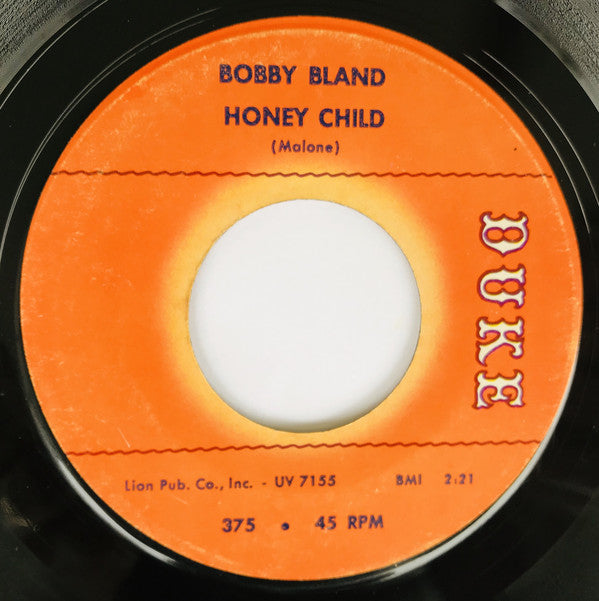 BOBBY BLAND
HONEY CHILD
(Malone)
DUKE
Lion Pub. Co., Inc. - UV 7155 BMI 2:21
375 • 45 RPM